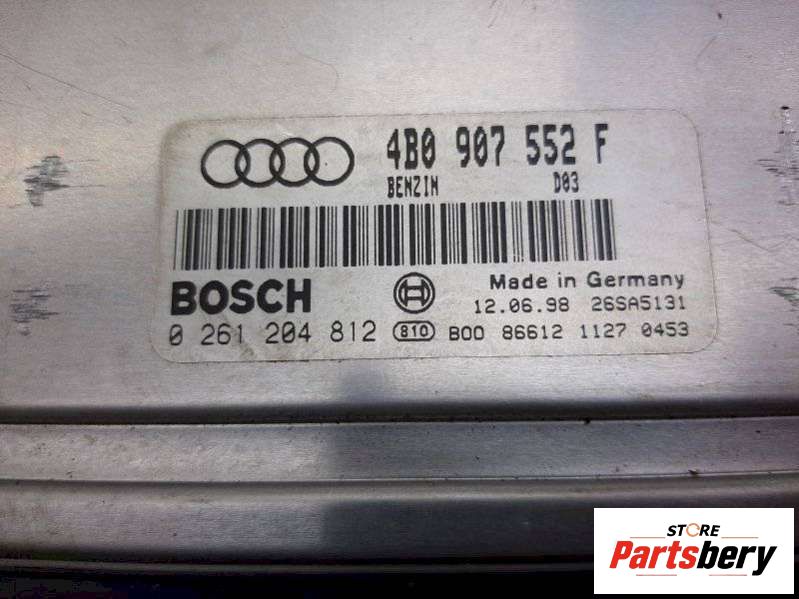 4B0 907 552 F
BENZIN D03
BOSCH
Made in Germany
12.06.98 26SA5131
0 261 204 812 810 B00 86612 1127 0453
STORE
Partsbery